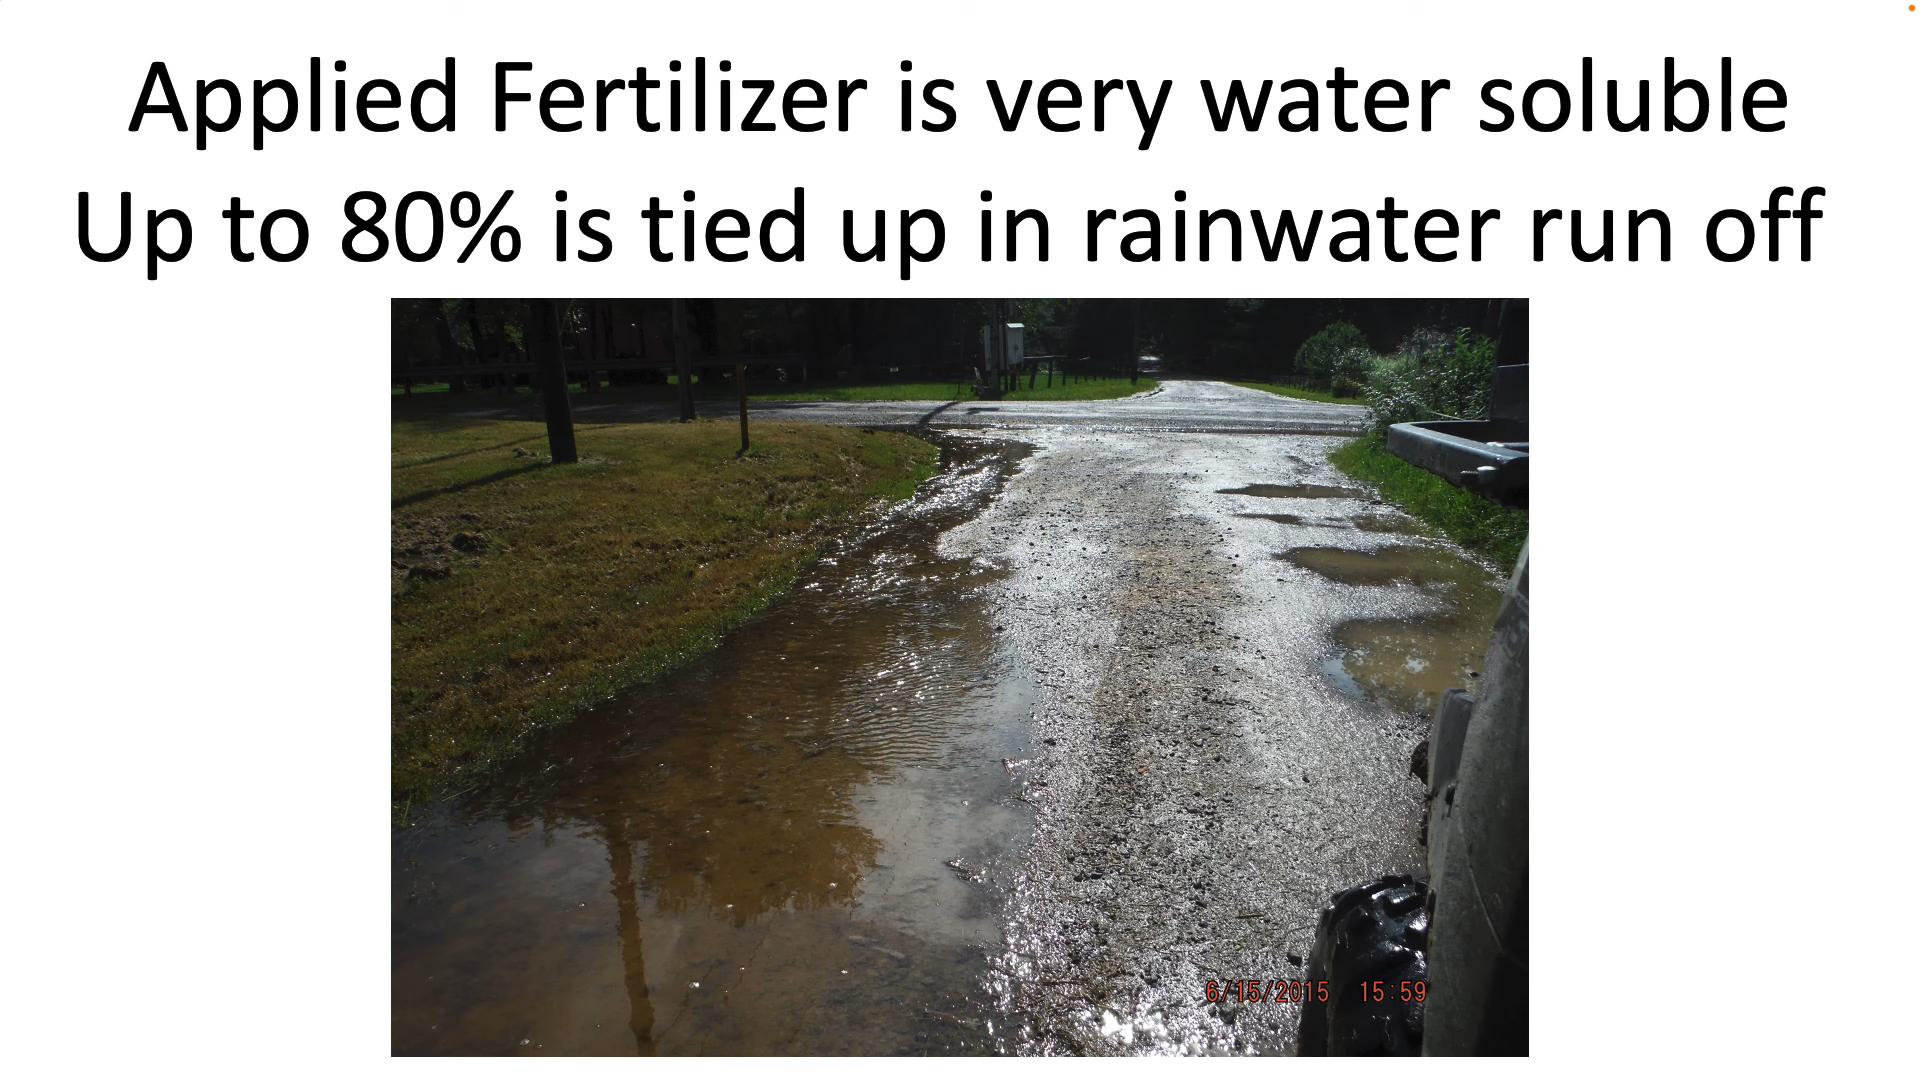 Applied Fertilizer is very water soluble
Up to 80% is tied up in rainwater run off
6/15/2015 15:59